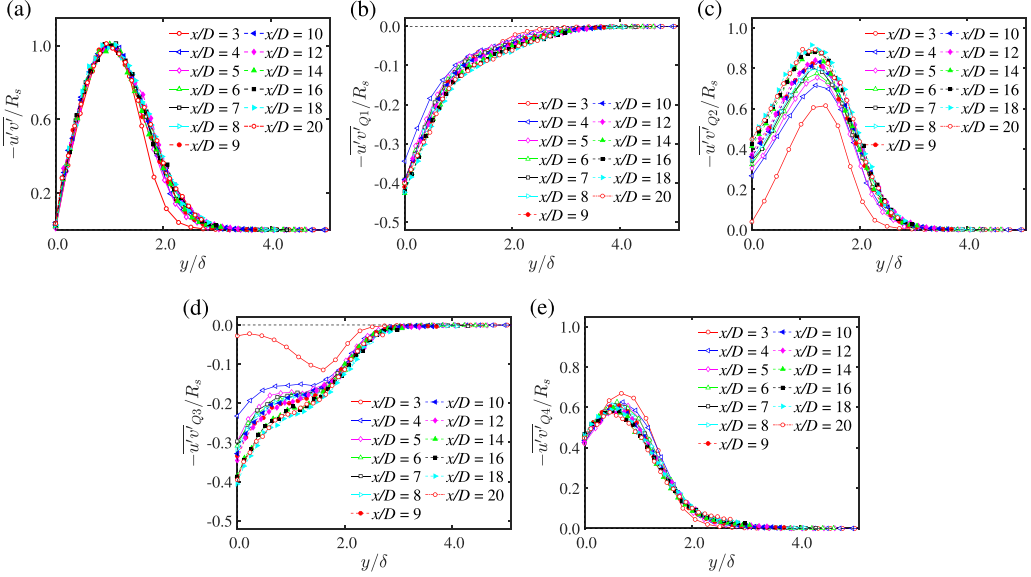 (a)
1.0
0.6
0.2
0.0
2.0
4.0
y/δ
-u'v'/R_s
x/D = 3
x/D = 4
x/D = 5
x/D = 6
x/D = 7
x/D = 8
x/D = 9
x/D = 10
x/D = 12
x/D = 14
x/D = 16
x/D = 18
x/D = 20
(b)
0.0
-0.1
-0.2
-0.3
-0.4
-0.5
0.0
2.0
4.0
y/δ
-u'v'_Q1/R_s
x/D = 3
x/D = 4
x/D = 5
x/D = 6
x/D = 7
x/D = 8
x/D = 9
x/D = 10
x/D = 12
x/D = 14
x/D = 16
x/D = 18
x/D = 20
(c)
1.0
0.8
0.6
0.4
0.2
0.0
0.0
2.0
4.0
y/δ
-u'v'_Q2/R_s
x/D = 3
x/D = 4
x/D = 5
x/D = 6
x/D = 7
x/D = 8
x/D = 9
x/D = 10
x/D = 12
x/D = 14
x/D = 16
x/D = 18
x/D = 20
(d)
0.0
-0.1
-0.2
-0.3
-0.4
-0.5
0.0
2.0
4.0
y/δ
-u'v'_Q3/R_s
x/D = 3
x/D = 4
x/D = 5
x/D = 6
x/D = 7
x/D = 8
x/D = 9
x/D = 10
x/D = 12
x/D = 14
x/D = 16
x/D = 18
x/D = 20
(e)
1.0
0.8
0.6
0.4
0.2
0.0
0.0
2.0
4.0
y/δ
-u'v'_Q4/R_s
x/D = 3
x/D = 4
x/D = 5
x/D = 6
x/D = 7
x/D = 8
x/D = 9
x/D = 10
x/D = 12
x/D = 14
x/D = 16
x/D = 18
x/D = 20